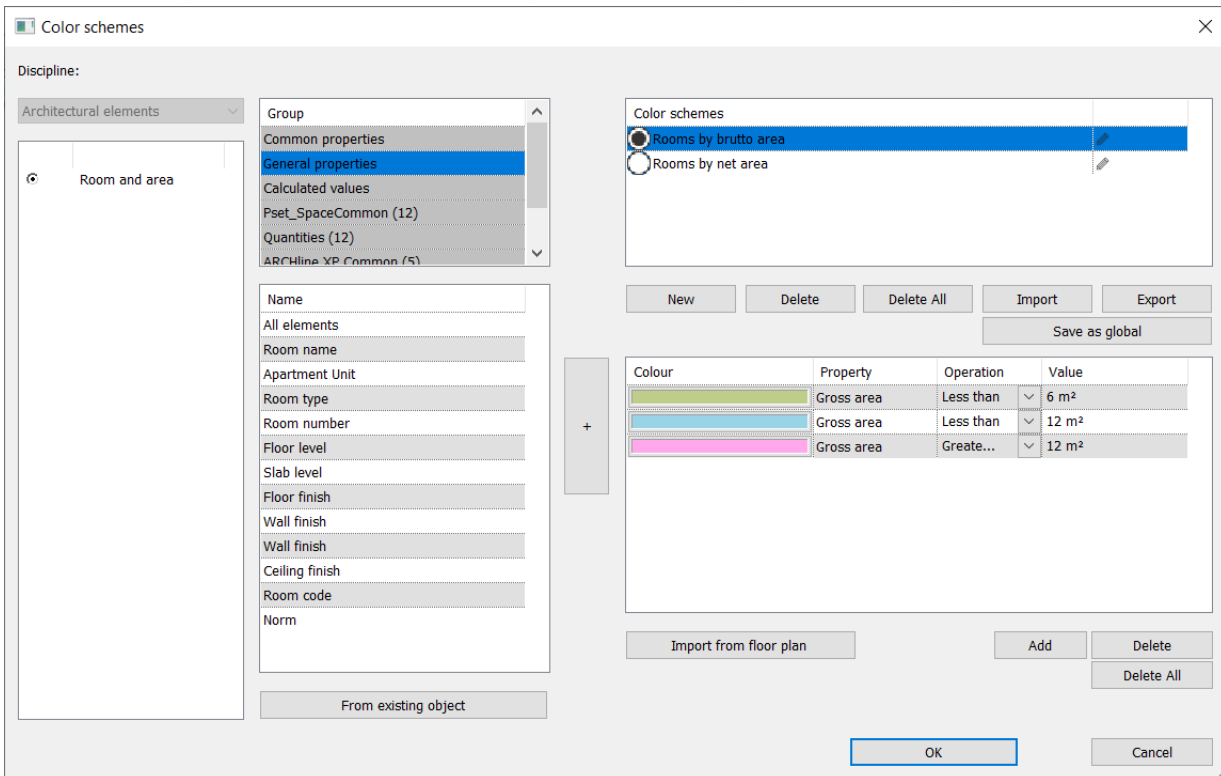 Color schemes
Discipline:
Architectural elements
Room and area
Group
Common properties
General properties
Calculated values
Pset_SpaceCommon (12)
Quantities (12)
ARCHline XP Common (5)
Name
All elements
Room name
Apartment Unit
Room type
Room number
Floor level
Slab level
Floor finish
Wall finish
Wall finish
Ceiling finish
Room code
Norm
From existing object
+
Color schemes
Rooms by brutto area
Rooms by net area
New Delete Delete All Import Export
Save as global
Colour Property Operation Value
Gross area Less than 6 m²
Gross area Less than 12 m²
Gross area Greate... 12 m²
Import from floor plan Add Delete
Delete All
OK Cancel